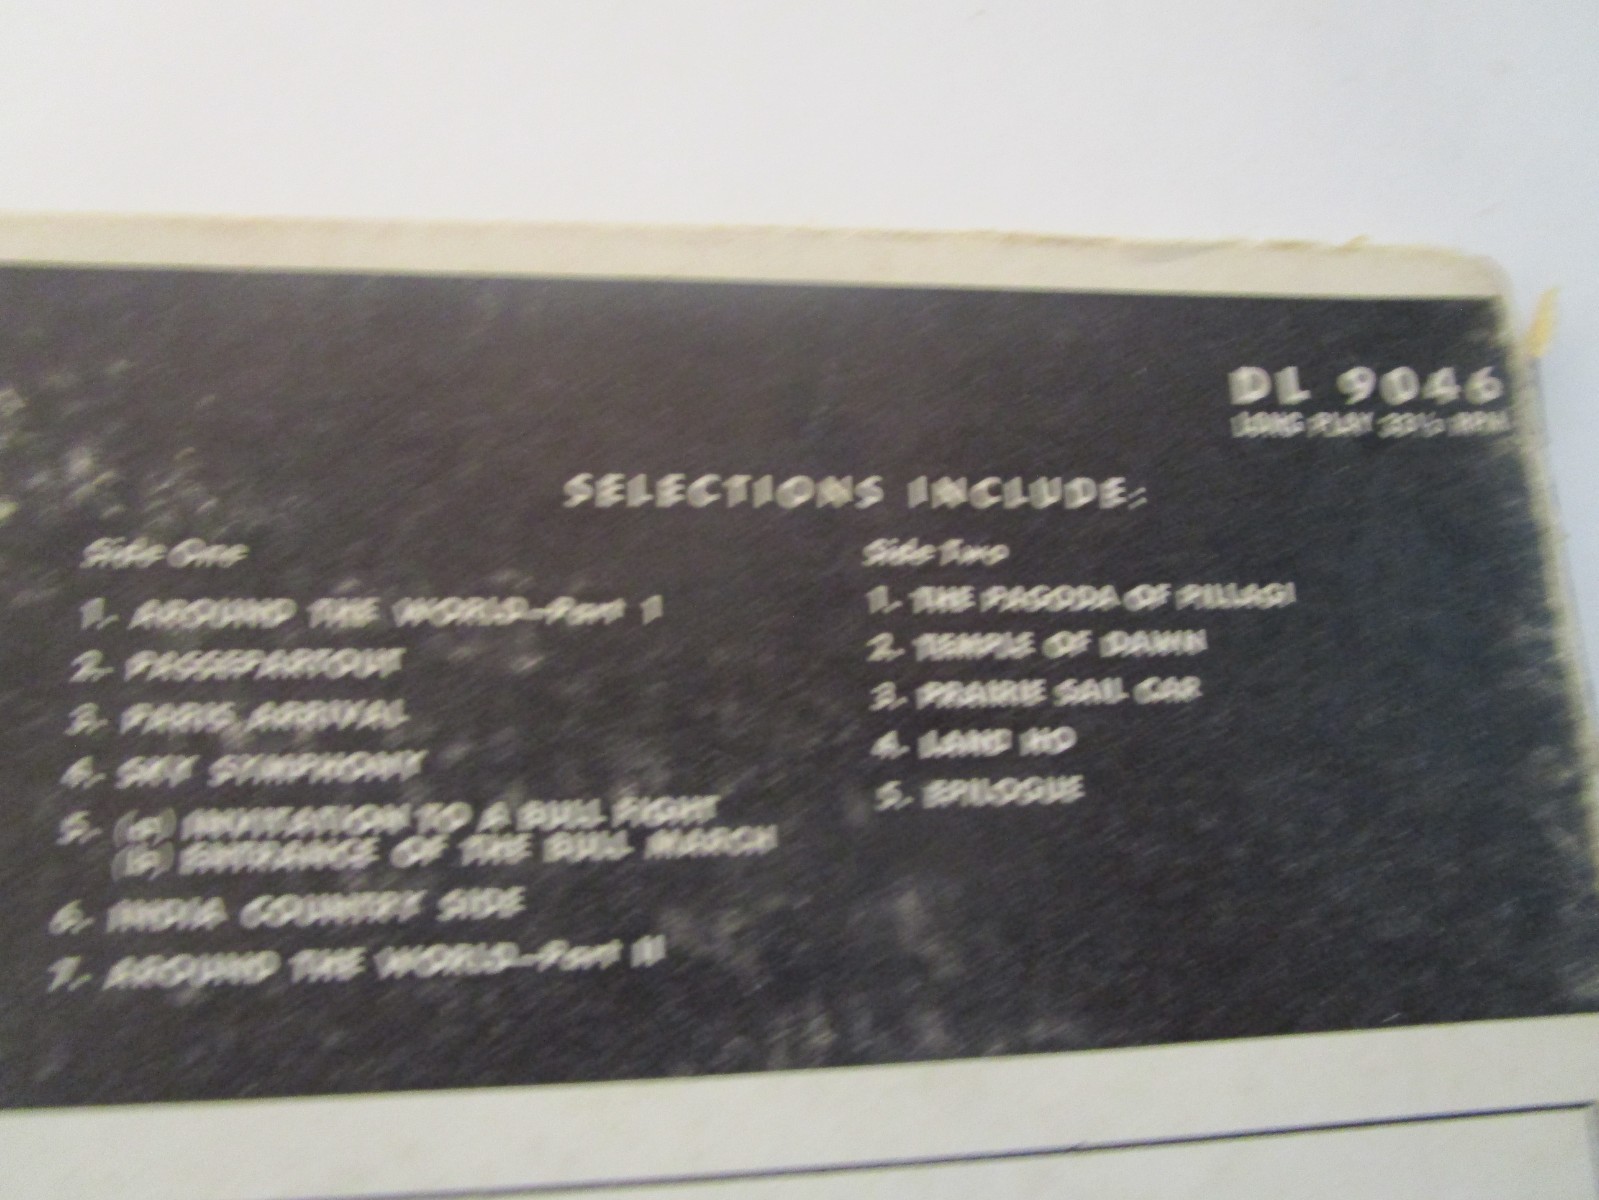 DL 9046
LONG PLAY 33⅓ RPM
SELECTIONS INCLUDE:
Side One
1. AROUND THE WORLD—Part I
2. PASSEPARTOUT
3. PARIS ARRIVAL
4. SKY SYMPHONY
5. (a) INVITATION TO A BULL FIGHT
(b) ENTRANCE OF THE BULL MARCH
6. INDIA COUNTRY SIDE
7. AROUND THE WORLD—Part II
Side Two
1. THE PAGODA OF PILLAGI
2. TEMPLE OF DAWN
3. PRAIRIE SAIL CAR
4. LAND HO
5. EPILOGUE